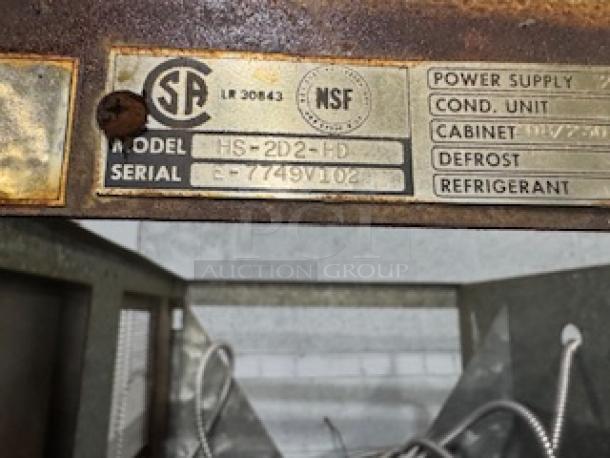 CSA
LR 30843
NSF
MODEL HS-2D2-HD
SERIAL E-7749V102
POWER SUPPLY
COND. UNIT
CABINET
DEFROST
REFRIGERANT
PCI
AUCTION GROUP